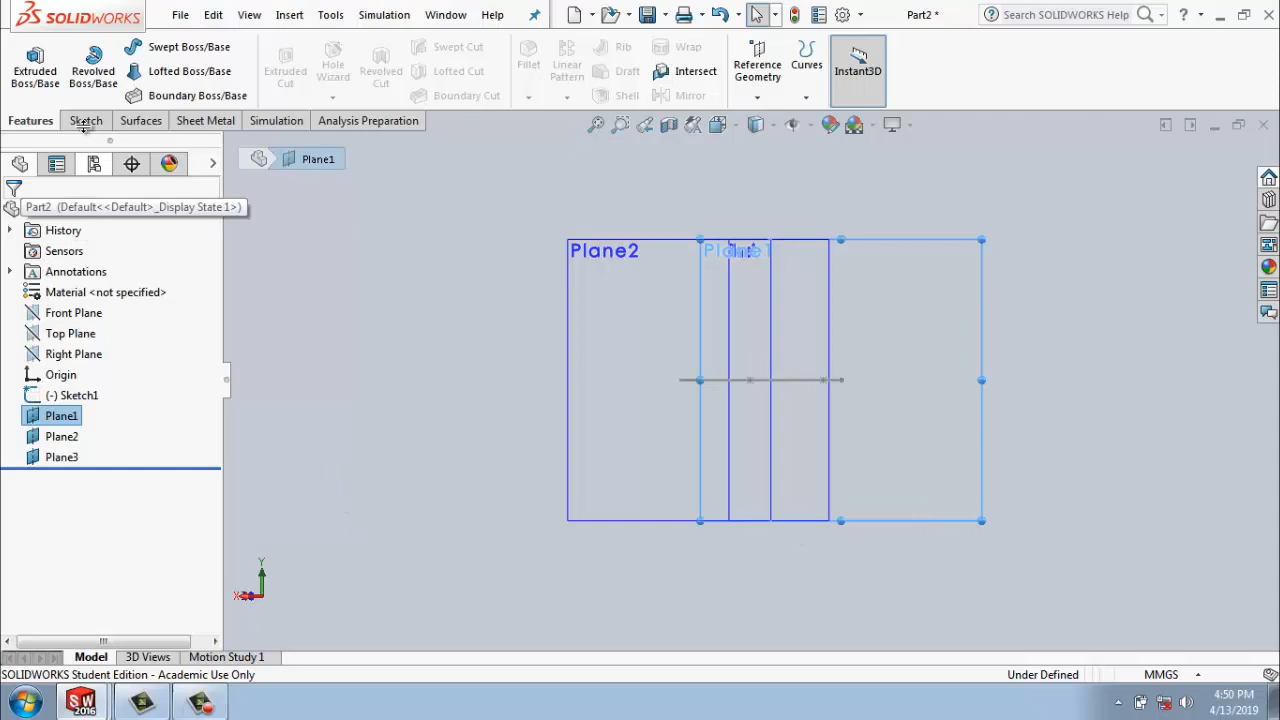 SOLIDWORKS
File Edit View Insert Tools Simulation Window Help
Part2 *
Search SOLIDWORKS Help
?
Extruded Boss/Base
Revolved Boss/Base
Swept Boss/Base
Lofted Boss/Base
Boundary Boss/Base
Extruded Cut
Hole Wizard
Revolved Cut
Swept Cut
Lofted Cut
Boundary Cut
Fillet
Linear Pattern
Rib
Draft
Shell
Wrap
Intersect
Mirror
Reference Geometry
Curves
Instant3D
Features Sketch Surfaces Sheet Metal Simulation Analysis Preparation
Plane1
Part2 (Default<<Default>_Display State 1>)
History
Sensors
Annotations
Material <not specified>
Front Plane
Top Plane
Right Plane
Origin
(-) Sketch1
Plane1
Plane2
Plane3
Plane2
Plane1
Y
X
Model 3D Views Motion Study 1
SOLIDWORKS Student Edition - Academic Use Only
Under Defined
MMGS
SW
2016
4:50 PM
4/13/2019